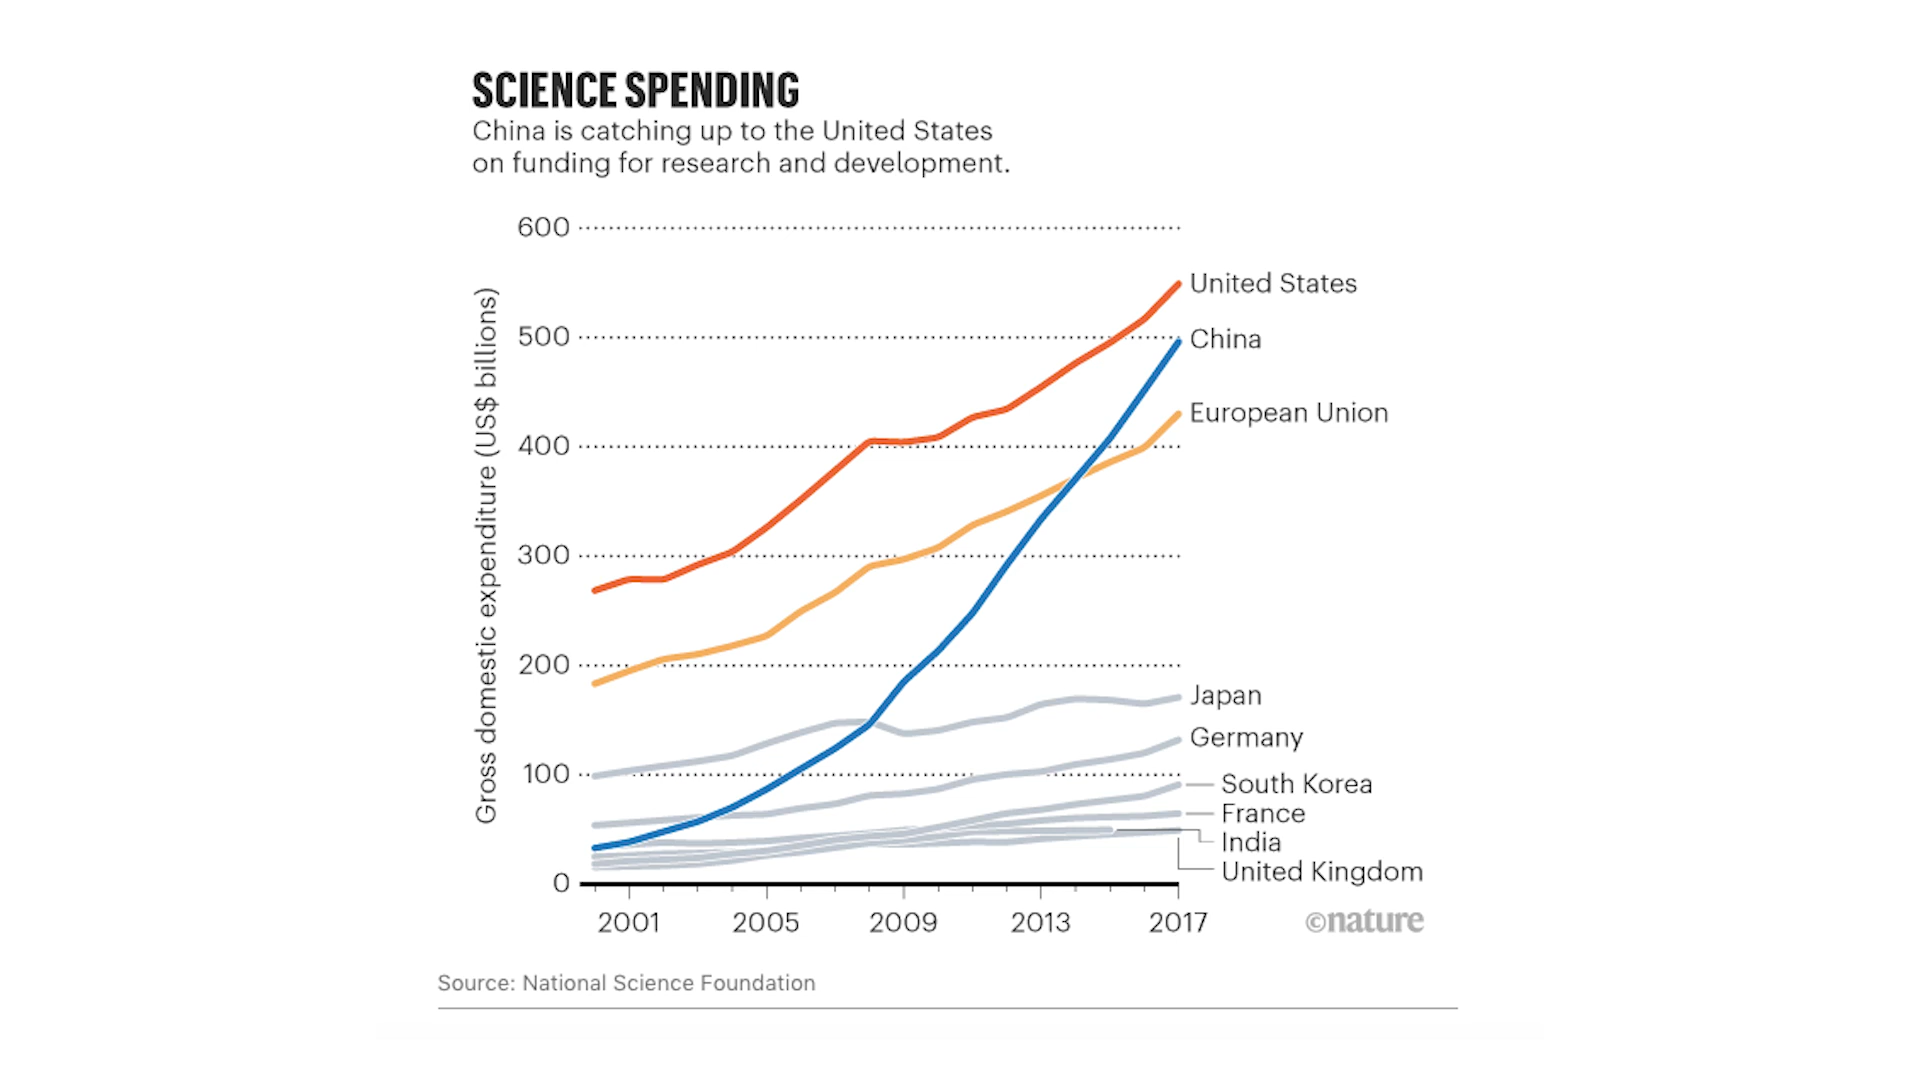 SCIENCE SPENDING
China is catching up to the United States
on funding for research and development.
Gross domestic expenditure (US$ billions)
600
500
400
300
200
100
0
United States
China
European Union
Japan
Germany
South Korea
France
India
United Kingdom
2001 2005 2009 2013 2017
©nature
Source: National Science Foundation